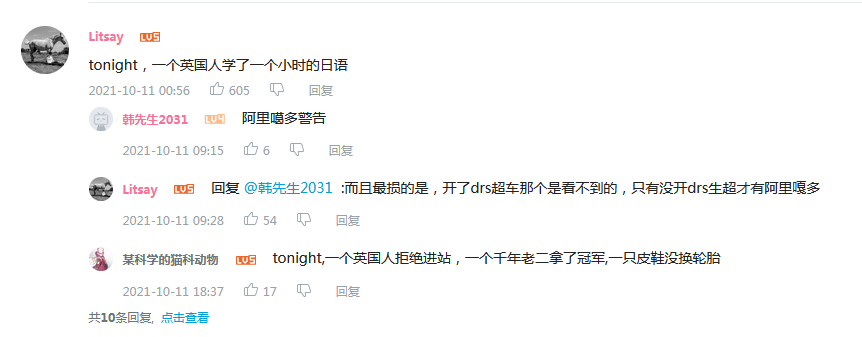 Litsay LV5
tonight，一个英国人学了一个小时的日语
2021-10-11 00:56 605 回复
韩先生2031 LV4 阿里噶多警告
2021-10-11 09:15 6 回复
Litsay LV5 回复 @韩先生2031 :而且最损的是，开了drs超车那个是看不到的，只有没开drs生超才有阿里嘎多
2021-10-11 09:28 54 回复
某科学的猫科动物 LV5 tonight,一个英国人拒绝进站，一个千年老二拿了冠军,一只皮鞋没换轮胎
2021-10-11 18:37 17 回复
共10条回复, 点击查看